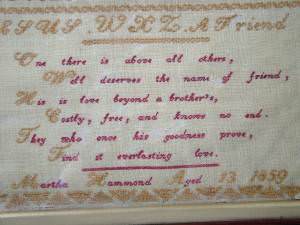 ESUS . WHL . A Friend
One there is above all others,
Well deserves the name of friend,
His is love beyond a brother's,
Costly, free, and knows no end.
They who once his goodness prove,
Find it everlasting love.
Martha Hammond Aged 13 1859